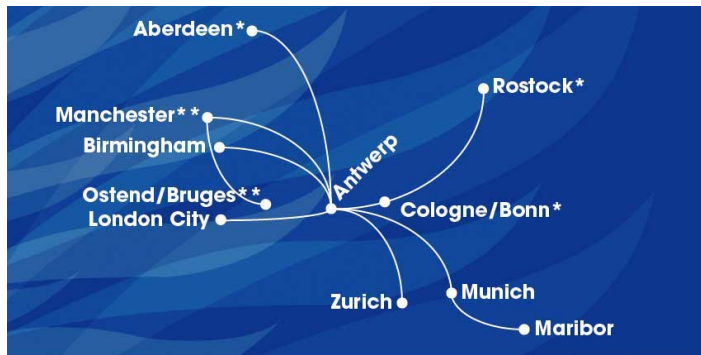 Aberdeen*
Rostock*
Manchester**
Birmingham
Antwerp
Ostend/Bruges**
Cologne/Bonn*
London City
Zurich
Munich
Maribor